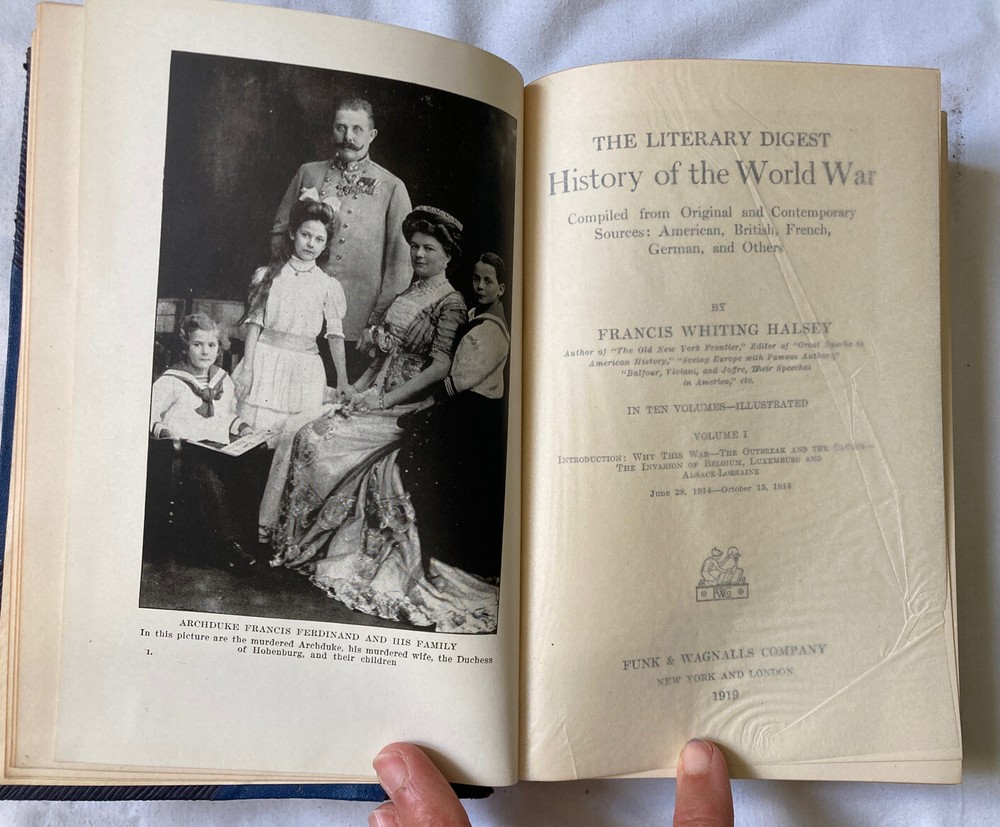 ARCHDUKE FRANCIS FERDINAND AND HIS FAMILY
In this picture are the murdered Archduke, his murdered wife, the Duchess
of Hohenburg, and their children
I.
THE LITERARY DIGEST
History of the World War
Compiled from Original and Contemporary
Sources: American, British, French,
German, and Others
BY
FRANCIS WHITING HALSEY
Author of "The Old New York Frontier," Editor of "Great Epochs in
American History," "Seeing Europe with Famous Authors,"
"Balfour, Viviani, and Joffre, Their Speeches
in America," etc.
IN TEN VOLUMES—ILLUSTRATED
VOLUME I
INTRODUCTION: WHY THIS WAR—THE OUTBREAK AND THE CAUSES—
THE INVASION OF BELGIUM, LUXEMBURG AND
ALSACE-LORRAINE
June 28, 1914—October 15, 1914
FUNK & WAGNALLS COMPANY
NEW YORK AND LONDON
1919